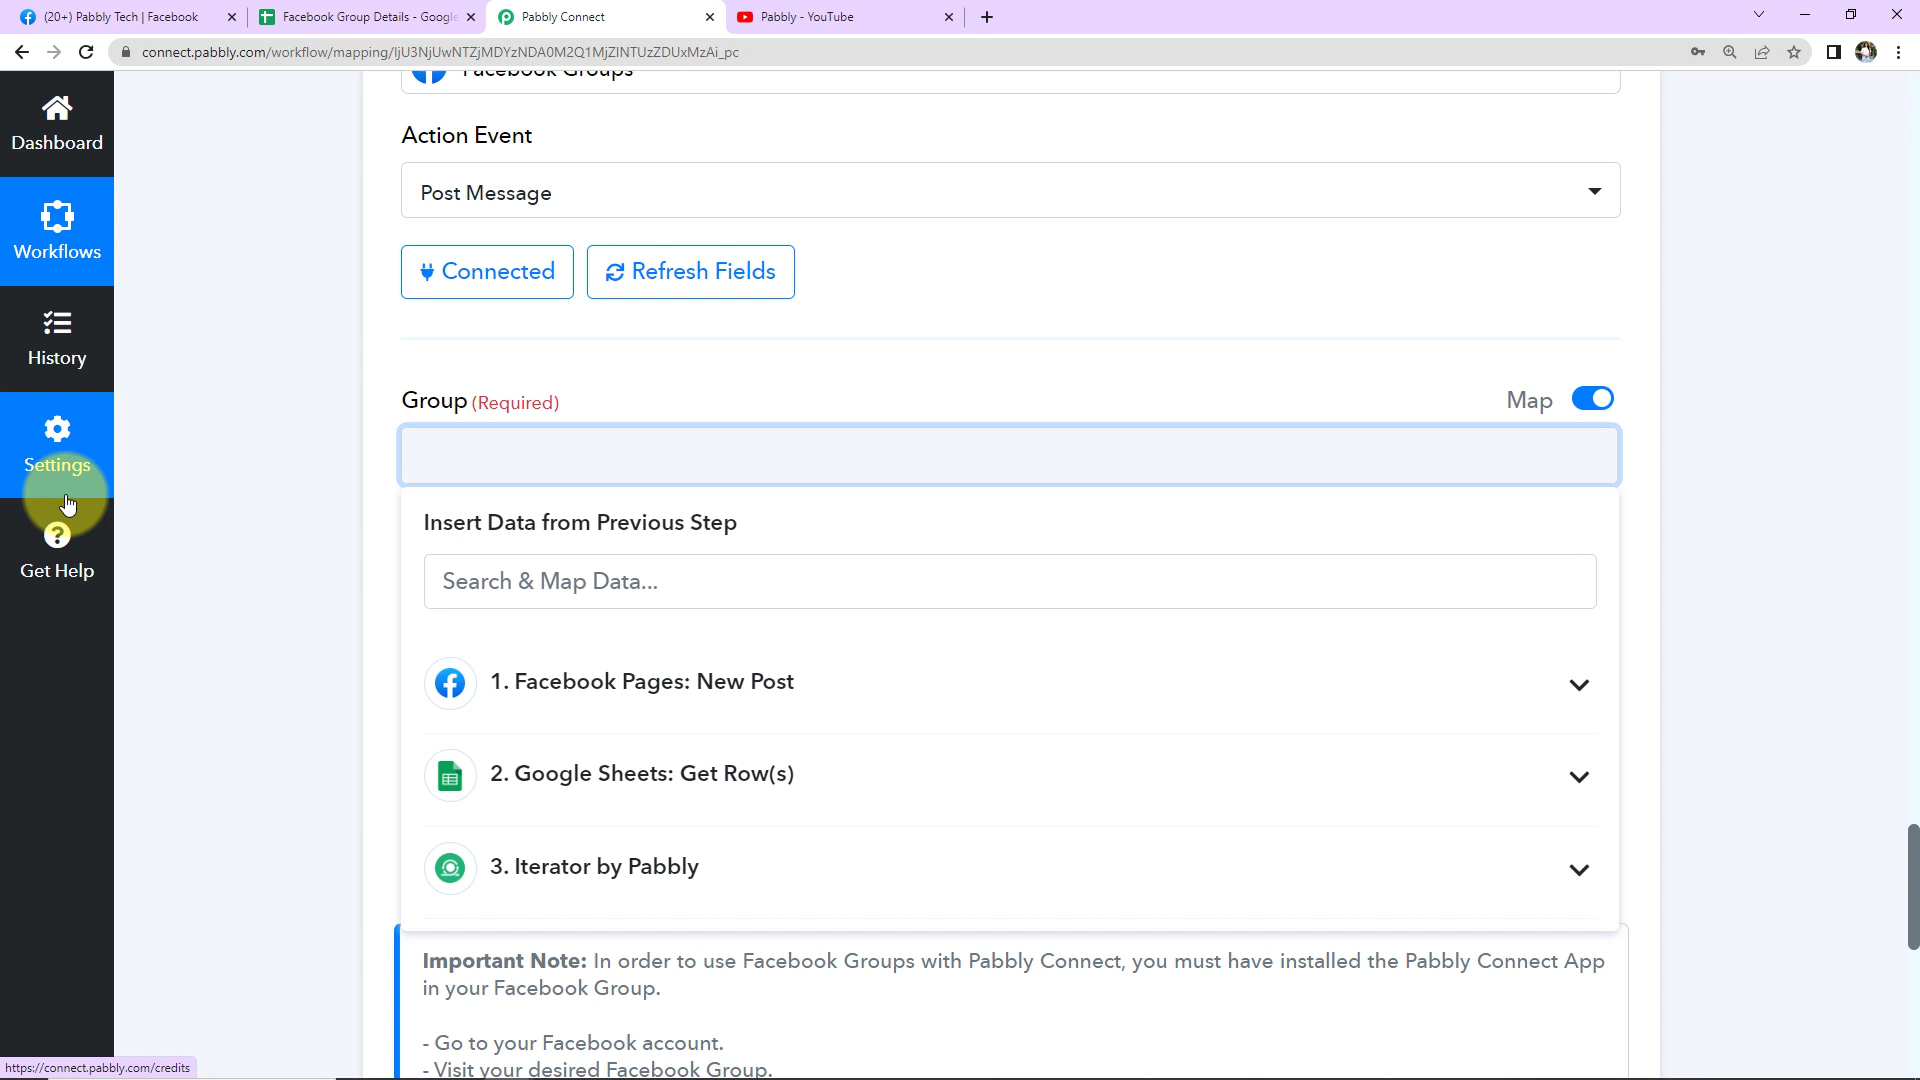 (20+) Pabbly Tech | Facebook
Facebook Group Details - Google
Pabbly Connect
Pabbly - YouTube
connect.pabbly.com/workflow/mapping/IjU3NjUwNTZjMDYzNDA0M2Q1MjZlNTUzZDUxMzAi_pc
Facebook Groups
Dashboard
Action Event
Post Message
Workflows
Connected
Refresh Fields
History
Group (Required)
Map
Settings
Insert Data from Previous Step
Search & Map Data...
Get Help
1. Facebook Pages: New Post
2. Google Sheets: Get Row(s)
3. Iterator by Pabbly
Important Note: In order to use Facebook Groups with Pabbly Connect, you must have installed the Pabbly Connect App
in your Facebook Group.
- Go to your Facebook account.
- Visit your desired Facebook Group.
https://connect.pabbly.com/credits